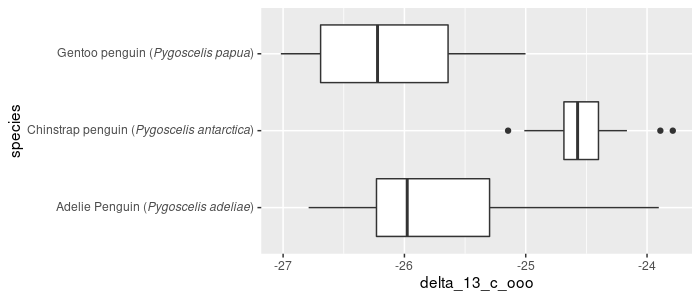 species
Gentoo penguin (Pygoscelis papua)
Chinstrap penguin (Pygoscelis antarctica)
Adelie Penguin (Pygoscelis adeliae)
-27 -26 -25 -24
delta_13_c_ooo